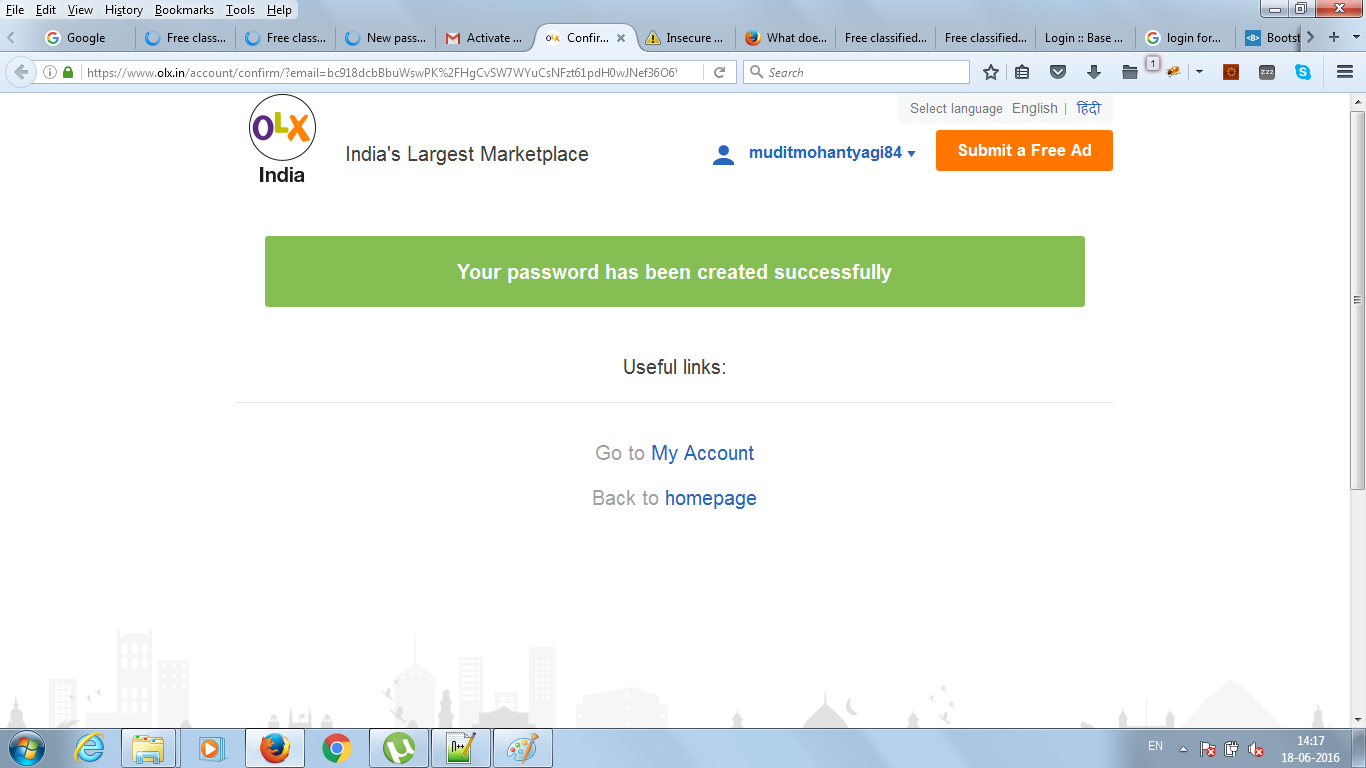 File Edit View History Bookmarks Tools Help
Google Free class... Free class... New pass... Activate ... Confir... Insecure ... What doe... Free classified... Free classified... Login :: Base ... login for... Bootst
https://www.olx.in/account/confirm/?email=bc918dcbBbuWswPK%2FHgCvSW7WYuCsNFzt61pdH0wJNef36O6 Search 1 zzz
Select language English | हिंदी
OLX
India
India's Largest Marketplace
muditmohantyagi84
Submit a Free Ad
Your password has been created successfully
Useful links:
Go to My Account
Back to homepage
EN
14:17
18-06-2016